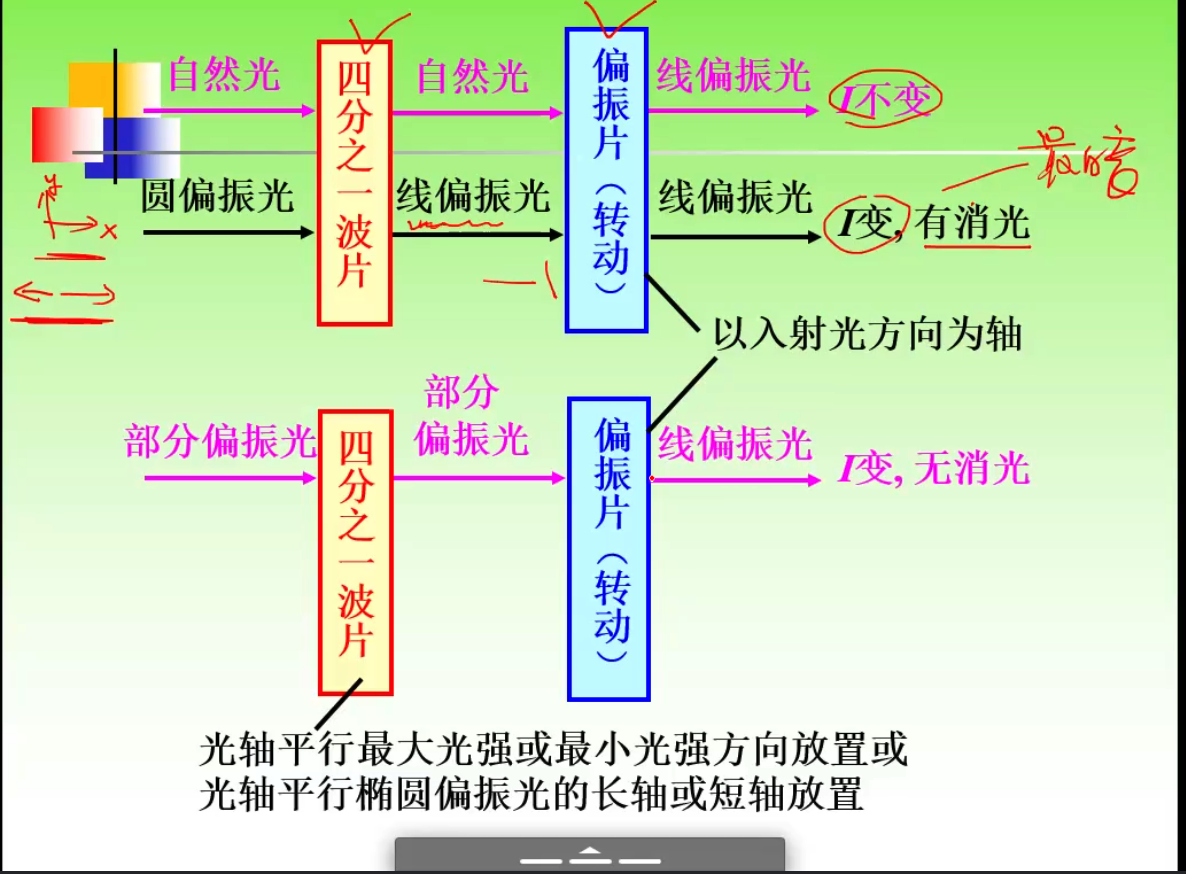 自然光
四分之一波片
自然光
偏振片（转动）
线偏振光
I不变
最暗
y
x
圆偏振光
线偏振光
线偏振光
I变, 有消光
以入射光方向为轴
部分偏振光
四分之一波片
部分
偏振光
偏振片（转动）
线偏振光
I变, 无消光
光轴平行最大光强或最小光强方向放置或
光轴平行椭圆偏振光的长轴或短轴放置